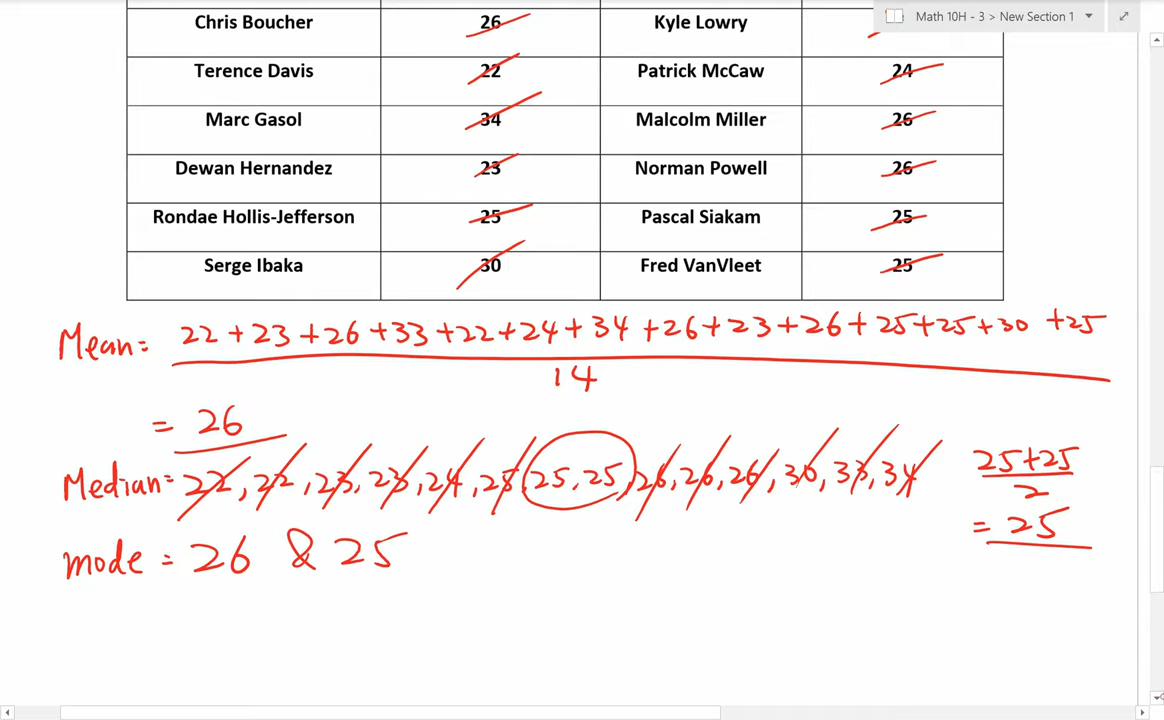 Math 10H - 3 > New Section 1
Chris Boucher 26 Kyle Lowry
Terence Davis 22 Patrick McCaw 24
Marc Gasol 34 Malcolm Miller 26
Dewan Hernandez 23 Norman Powell 26
Rondae Hollis-Jefferson 25 Pascal Siakam 25
Serge Ibaka 30 Fred VanVleet 25
Mean = 22 + 23 + 26 + 33 + 22 + 24 + 34 + 26 + 23 + 26 + 25 + 25 + 30 + 25
14
= 26
Median = 22, 22, 23, 23, 24, 25, 25, 25, 26, 26, 26, 30, 33, 34
25+25
2
= 25
mode = 26 & 25